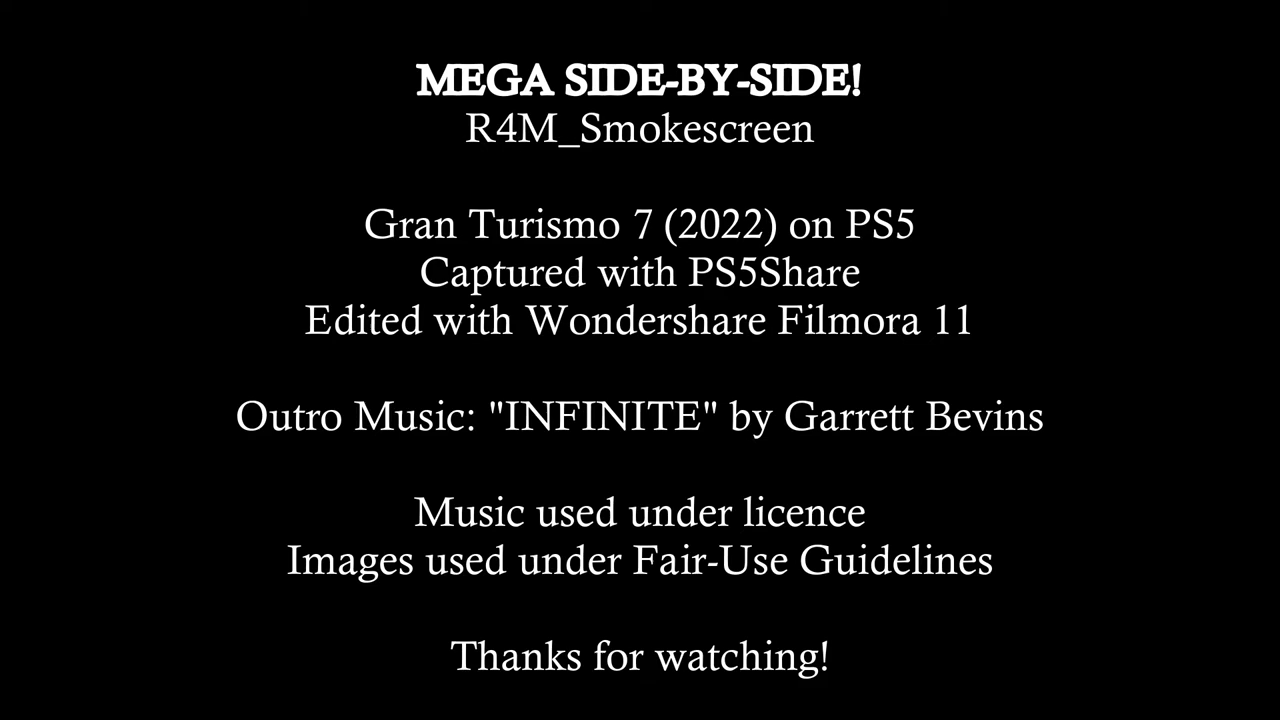 MEGA SIDE-BY-SIDE!
R4M_Smokescreen
Gran Turismo 7 (2022) on PS5
Captured with PS5Share
Edited with Wondershare Filmora 11
Outro Music: "INFINITE" by Garrett Bevins
Music used under licence
Images used under Fair-Use Guidelines
Thanks for watching!